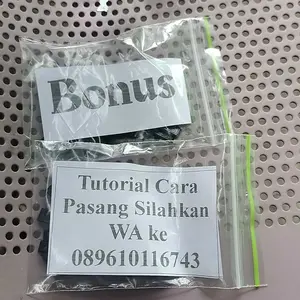 Bonus
Tutorial Cara
Pasang Silahkan
WA ke
089610116743